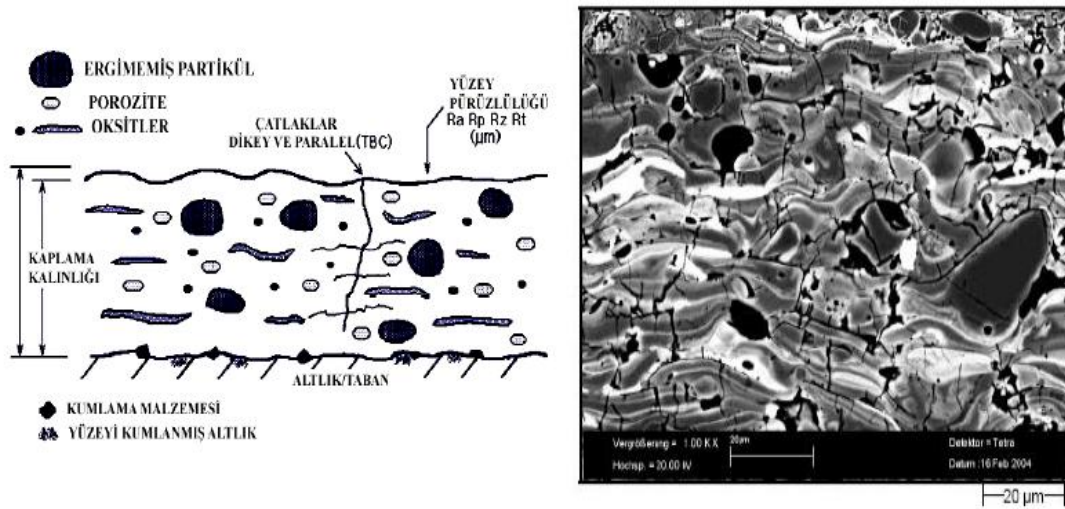 ERGİMEMİŞ PARTİKÜL
POROZİTE
OKSİTLER
YÜZEY
PÜRÜZLÜLÜĞÜ
Ra Rp Rz Rt
(µm)
ÇATLAKLAR
DİKEY VE PARALEL(TBC)
KAPLAMA
KALINLIĞI
ALTLIK/TABAN
KUMLAMA MALZEMESİ
YÜZEYİ KUMLANMIŞ ALTLIK
Vergrößerung = 1.00 KX
20µm
Detektor = Tetra
Hochsp. = 20.00 kV
Datum :16 Feb 2004
20 µm